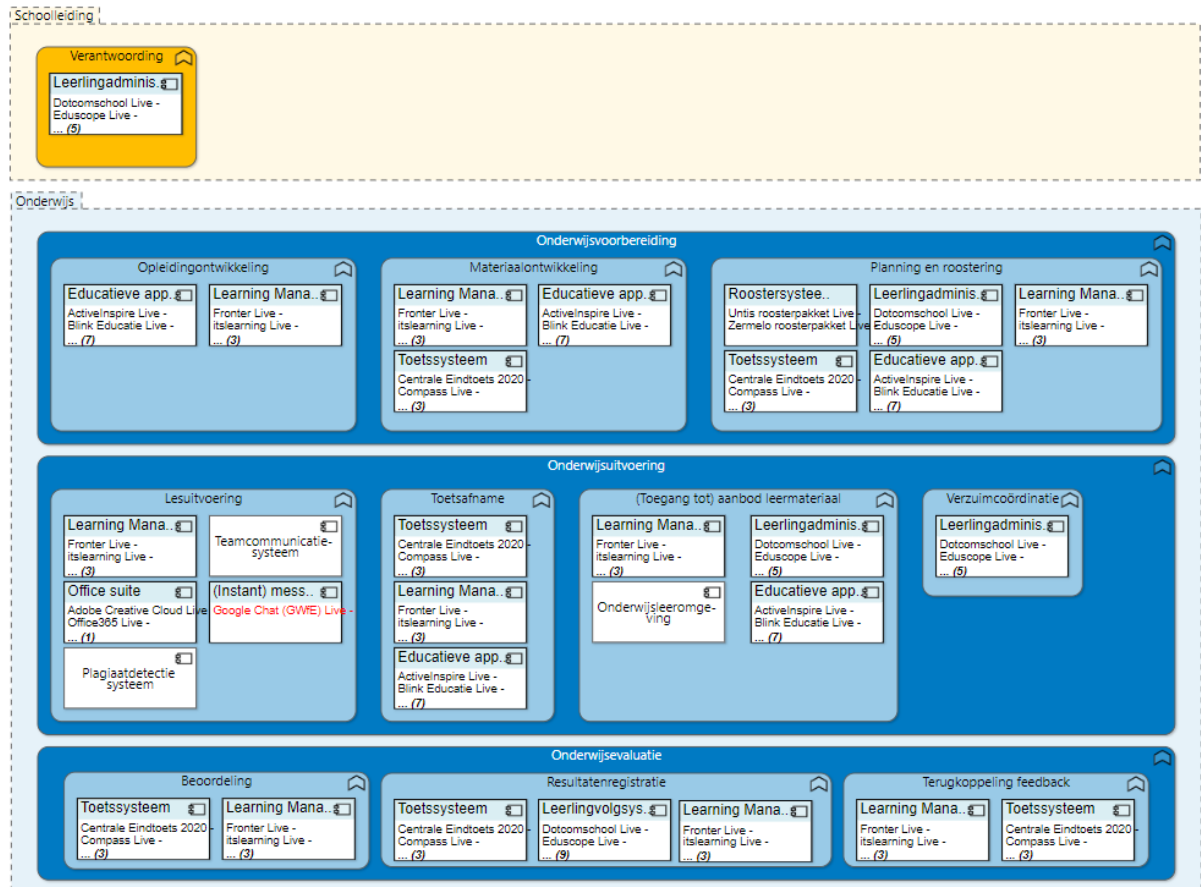 Schoolleiding
Verantwoording
Leerlingadminis.
Dotcomschool Live -
Eduscope Live -
... (5)
Onderwijs
Onderwijsvoorbereiding
Opleidingontwikkeling
Educatieve app.
ActiveInspire Live -
Blink Educatie Live -
... (7)
Learning Mana..
Fronter Live -
itslearning Live -
... (3)
Materiaalontwikkeling
Learning Mana..
Fronter Live -
itslearning Live -
... (3)
Educatieve app.
ActiveInspire Live -
Blink Educatie Live -
... (7)
Toetssysteem
Centrale Eindtoets 2020 -
Compass Live -
... (3)
Planning en roostering
Roostersystee..
Untis roosterpakket Live -
Zermelo roosterpakket Live
Leerlingadminis.
Dotcomschool Live -
Eduscope Live -
... (5)
Learning Mana..
Fronter Live -
itslearning Live -
... (3)
Toetssysteem
Centrale Eindtoets 2020 -
Compass Live -
... (3)
Educatieve app.
ActiveInspire Live -
Blink Educatie Live -
... (7)
Onderwijsuitvoering
Lesuitvoering
Learning Mana..
Fronter Live -
itslearning Live -
... (3)
Teamcommunicatie-
systeem
Office suite
Adobe Creative Cloud Live
Office365 Live -
... (1)
(Instant) mess..
Google Chat (GWfE) Live -
Plagiaatdetectie
systeem
Toetsafname
Toetssysteem
Centrale Eindtoets 2020 -
Compass Live -
... (3)
Learning Mana..
Fronter Live -
itslearning Live -
... (3)
Educatieve app.
ActiveInspire Live -
Blink Educatie Live -
... (7)
(Toegang tot) aanbod leermateriaal
Learning Mana..
Fronter Live -
itslearning Live -
... (3)
Leerlingadminis.
Dotcomschool Live -
Eduscope Live -
... (5)
Onderwijsleeromge-
ving
Educatieve app.
ActiveInspire Live -
Blink Educatie Live -
... (7)
Verzuimcoördinatie
Leerlingadminis.
Dotcomschool Live -
Eduscope Live -
... (5)
Onderwijsevaluatie
Beoordeling
Toetssysteem
Centrale Eindtoets 2020 -
Compass Live -
... (3)
Learning Mana..
Fronter Live -
itslearning Live -
... (3)
Resultatenregistratie
Toetssysteem
Centrale Eindtoets 2020 -
Compass Live -
... (3)
Leerlingvolgsys.
Dotcomschool Live -
Eduscope Live -
... (9)
Learning Mana..
Fronter Live -
itslearning Live -
... (3)
Terugkoppeling feedback
Learning Mana..
Fronter Live -
itslearning Live -
... (3)
Toetssysteem
Centrale Eindtoets 2020 -
Compass Live -
... (3)